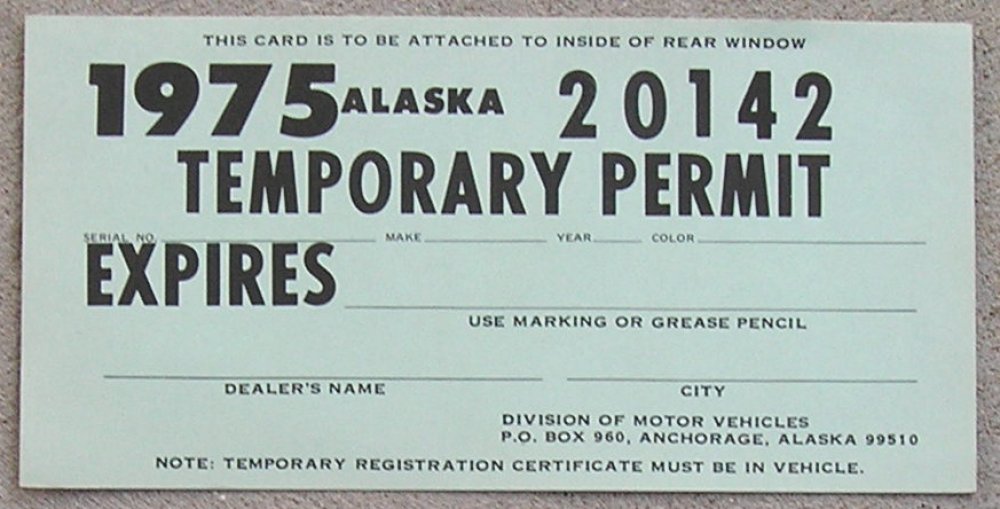 THIS CARD IS TO BE ATTACHED TO INSIDE OF REAR WINDOW
1975 ALASKA 20142
TEMPORARY PERMIT
SERIAL NO. MAKE YEAR COLOR
EXPIRES
USE MARKING OR GREASE PENCIL
DEALER'S NAME CITY
DIVISION OF MOTOR VEHICLES
P.O. BOX 960, ANCHORAGE, ALASKA 99510
NOTE: TEMPORARY REGISTRATION CERTIFICATE MUST BE IN VEHICLE.